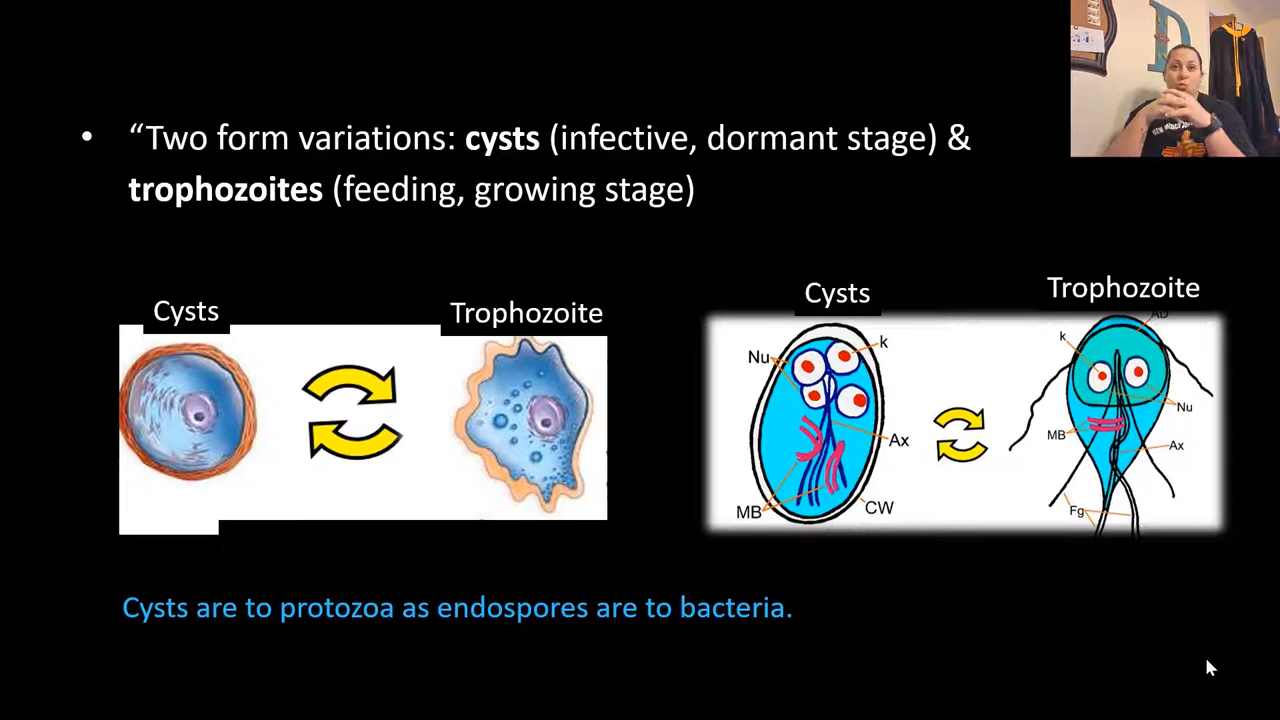 • “Two form variations: cysts (infective, dormant stage) &
trophozoites (feeding, growing stage)
Cysts
Trophozoite
Cysts
Trophozoite
Nu
k
Ax
MB
CW
AD
k
Nu
MB
Ax
Fg
Cysts are to protozoa as endospores are to bacteria.